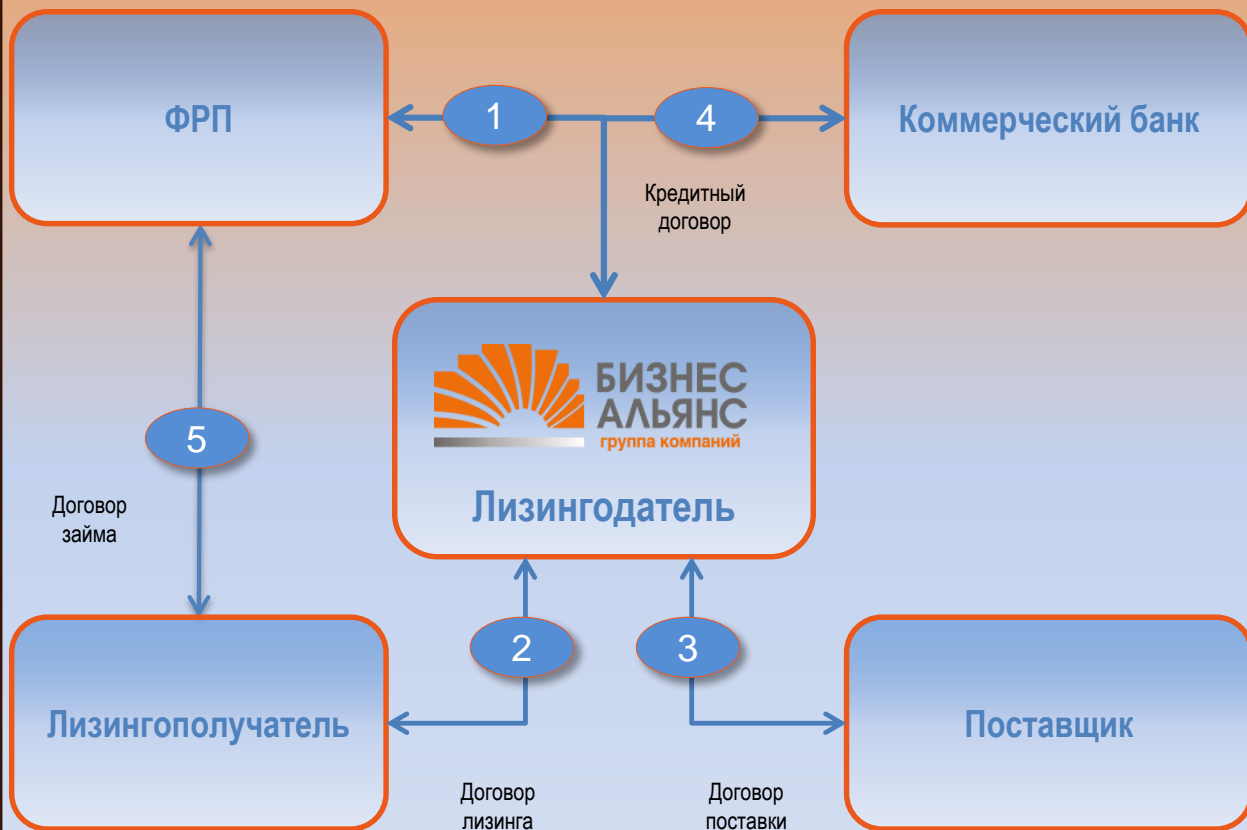 ФРП
1
4
Коммерческий банк
Кредитный
договор
БИЗНЕС
АЛЬЯНС
группа компаний
Лизингодатель
5
Договор
займа
2
3
Лизингополучатель
Поставщик
Договор
лизинга
Договор
поставки